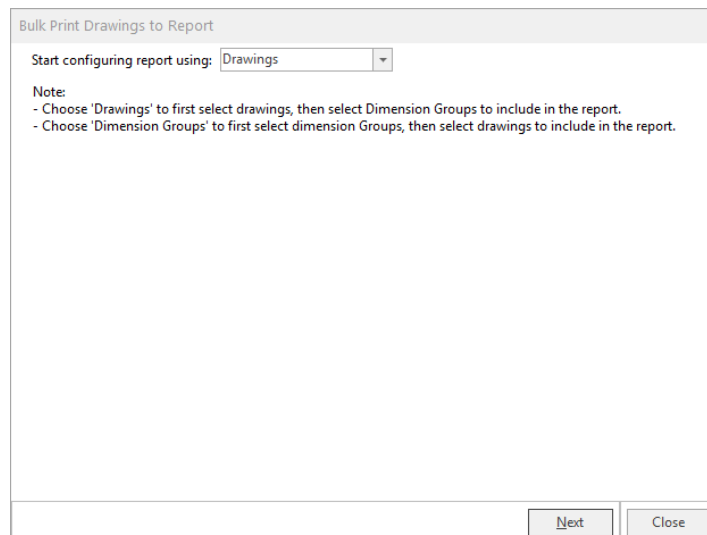 Bulk Print Drawings to Report
Start configuring report using: Drawings
Note:
- Choose 'Drawings' to first select drawings, then select Dimension Groups to include in the report.
- Choose 'Dimension Groups' to first select dimension Groups, then select drawings to include in the report.
Next Close